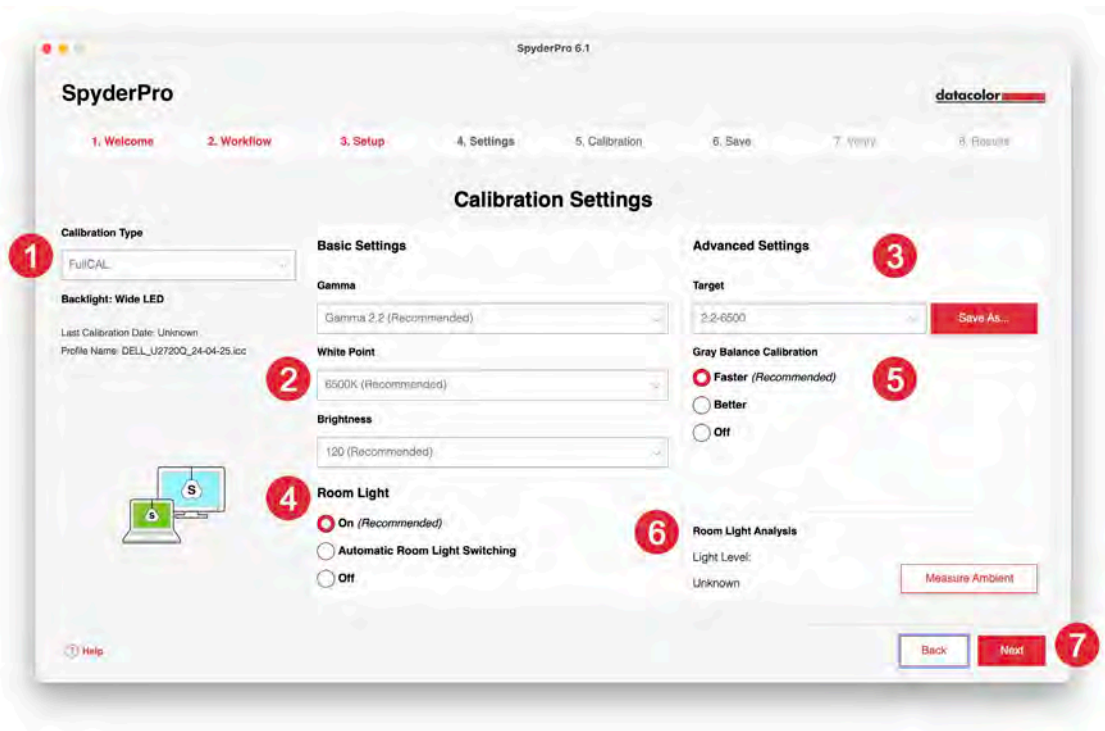 SpyderPro 6.1
SpyderPro
datacolor
1. Welcome
2. Workflow
3. Setup
4. Settings
5. Calibration
6. Save
7. Verify
8. Results
Calibration Settings
1
Calibration Type
FullCAL
Backlight: Wide LED
Last Calibration Date: Unknown
Profile Name: DELL_U2720Q_24-04-25.icc
S
S
Basic Settings
Gamma
Gamma 2.2 (Recommended)
2
White Point
6500K (Recommended)
Brightness
120 (Recommended)
4
Room Light
On (Recommended)
Automatic Room Light Switching
Off
Advanced Settings
3
Target
2.2-6500
Save As...
Gray Balance Calibration
5
Faster (Recommended)
Better
Off
6
Room Light Analysis
Light Level:
Unknown
Measure Ambient
? Help
Back
Next
7